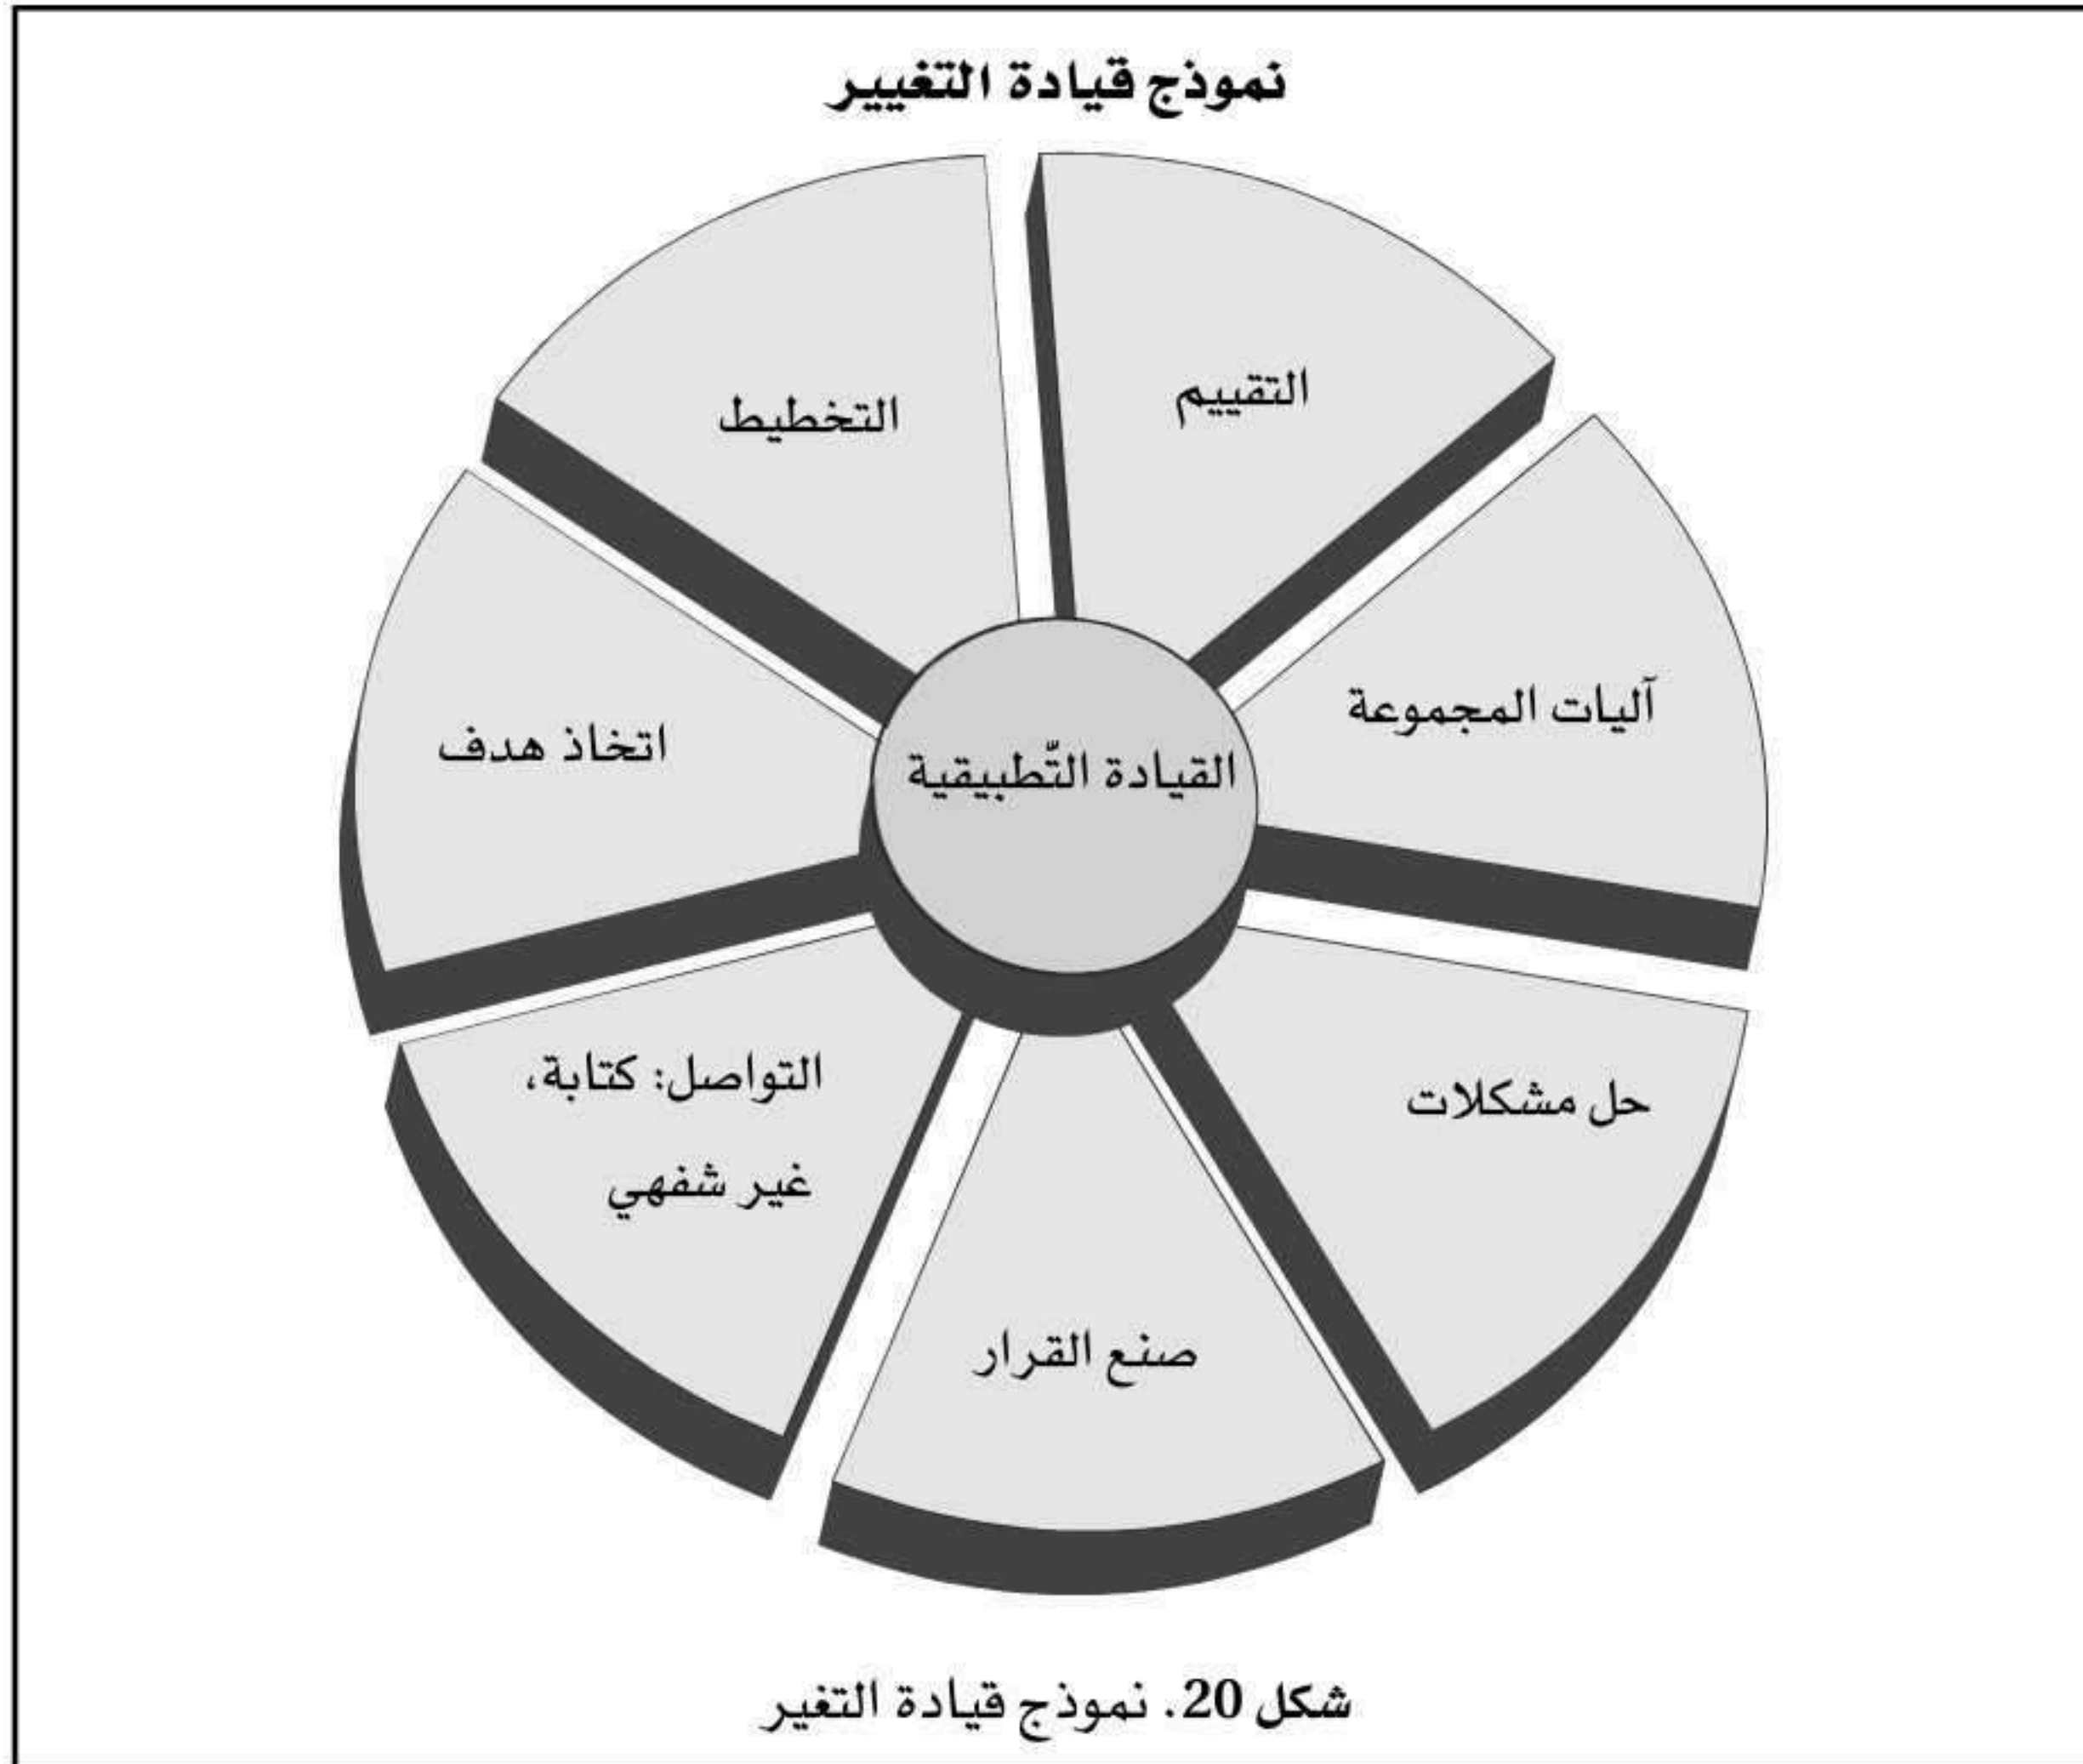 نموذج قيادة التغيير
التقييم
التخطيط
آليات المجموعة
اتخاذ هدف
القيادة التّطبيقية
حل مشكلات
التواصل: كتابة،
غير شفهي
صنع القرار
شكل 20. نموذج قيادة التغير